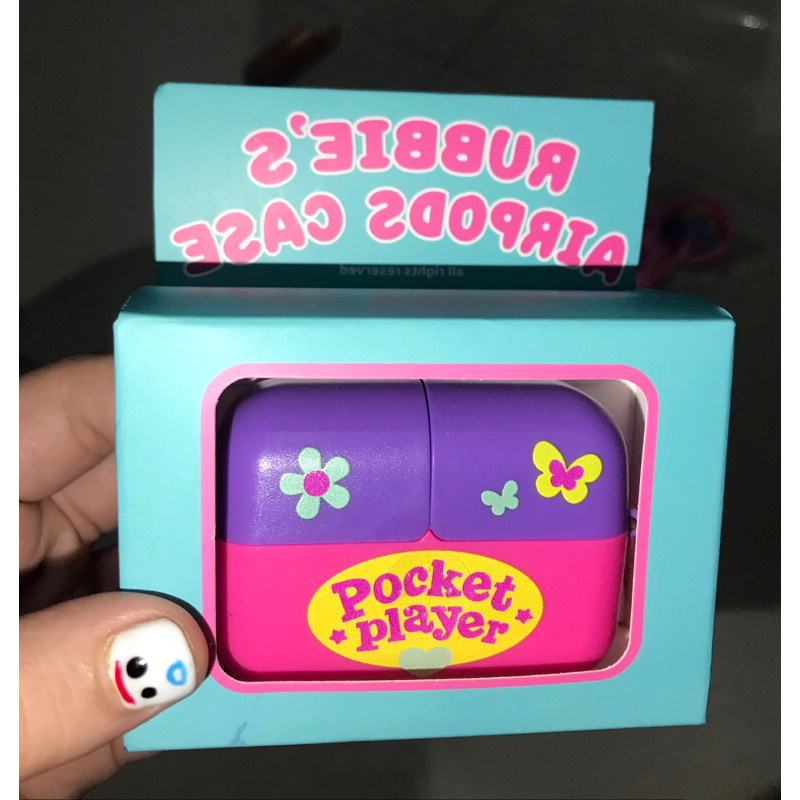 RUBBIE'S
AIRPODS CASE
all rights reserved
Pocket
player